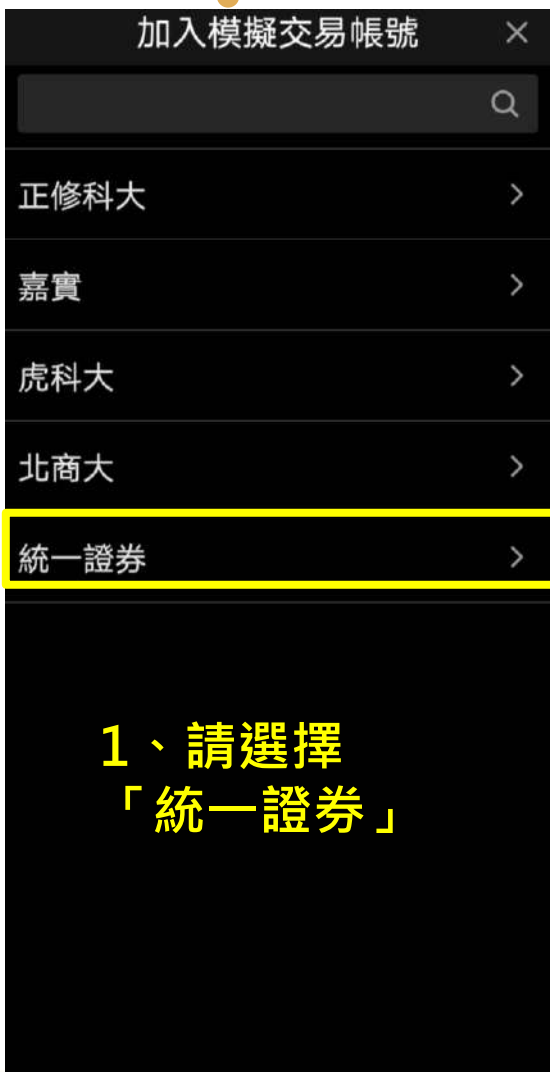 加入模擬交易帳號
正修科大
嘉實
虎科大
北商大
統一證券
1、請選擇
「統一證券」